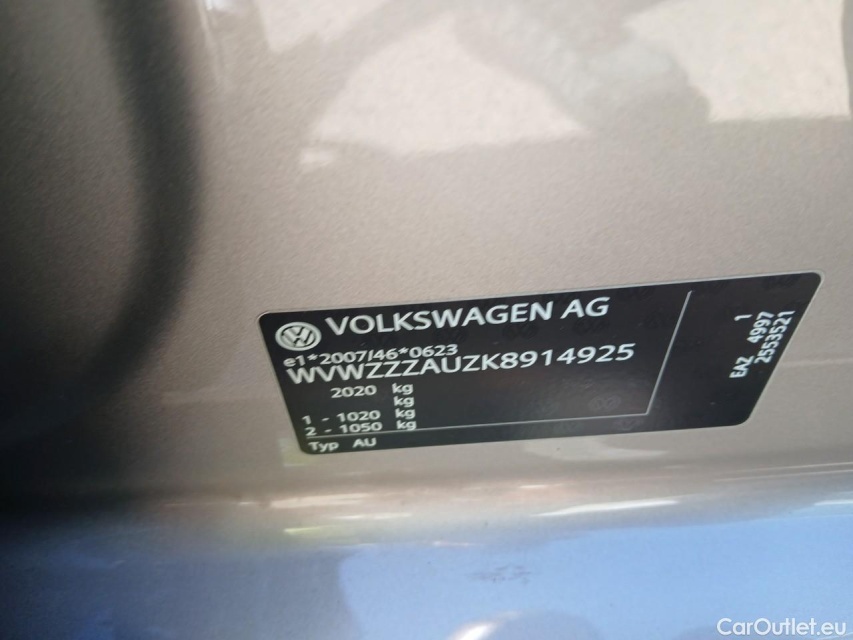 VOLKSWAGEN AG
e1*2007/46*0623
WVWZZZAUZK8914925
2020 kg
kg
1 - 1020 kg
2 - 1050 kg
Typ AU
1
EAZ 4997
2553521
CarOutlet.eu